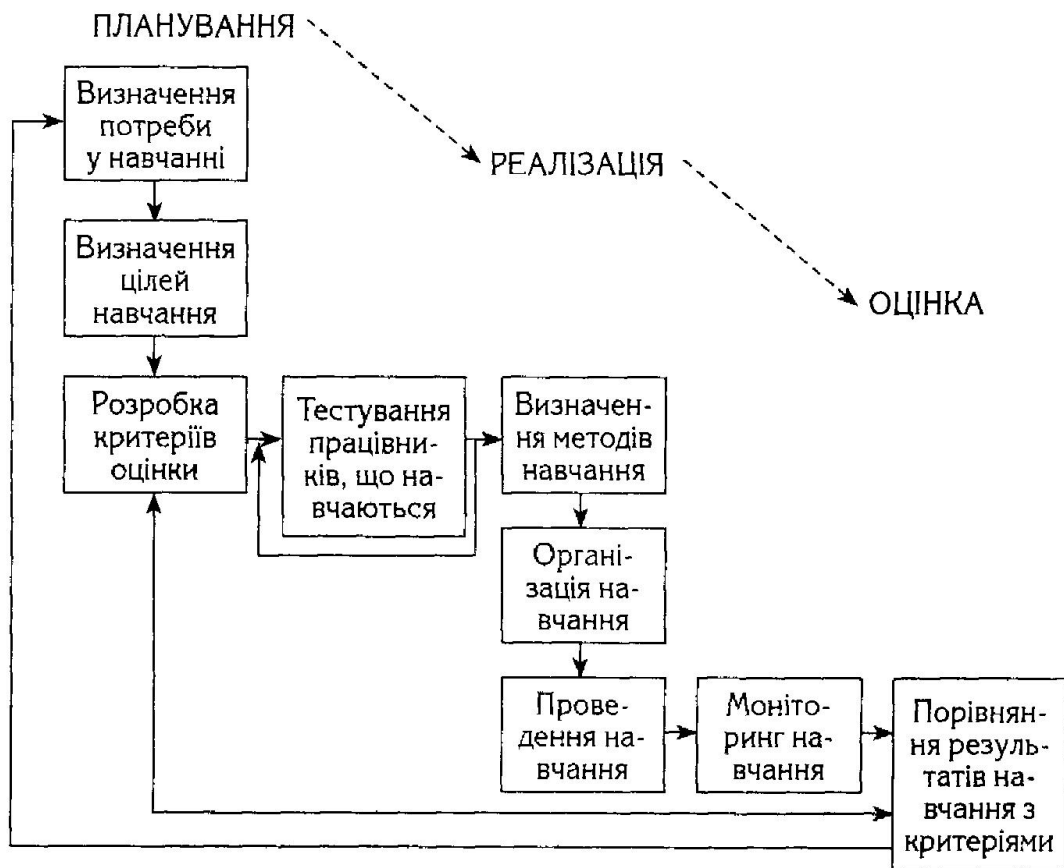 ПЛАНУВАННЯ
Визначення
потреби
у навчанні
РЕАЛІЗАЦІЯ
Визначення
цілей
навчання
ОЦІНКА
Розробка
критеріїв
оцінки
Тестування
працівни-
ків, що на-
вчаються
Визначен-
ня методів
навчання
Органі-
зація на-
вчання
Прове-
дення на-
вчання
Моніто-
ринг на-
вчання
Порівнян-
ня резуль-
татів на-
вчання з
критеріями